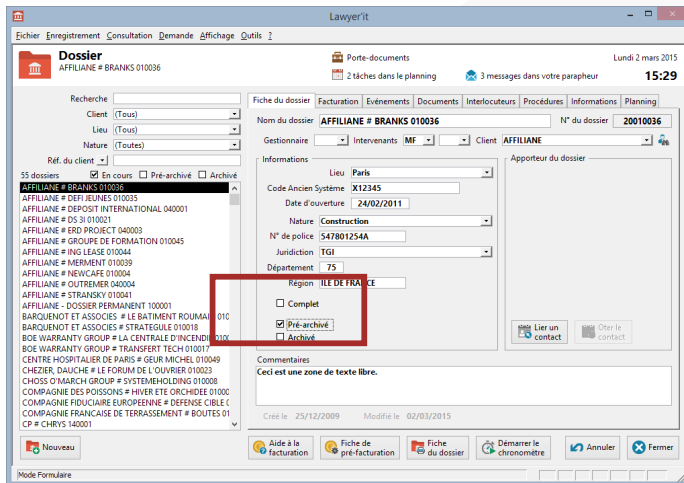 Lawyer'it
Fichier Enregistrement Consultation Demande Affichage Outils ?
Dossier
AFFILIANE # BRANKS 010036
Porte-documents
Lundi 2 mars 2015
2 tâches dans le planning
3 messages dans votre parapheur
15:29
Recherche
Client (Tous)
Lieu (Tous)
Nature (Toutes)
Réf. du client
55 dossiers En cours Pré-archivé Archivé
AFFILIANE # BRANKS 010036
AFFILIANE # DEFI JEUNES 010035
AFFILIANE # DEPOSIT INTERNATIONAL 040001
AFFILIANE # DS 3I 010021
AFFILIANE # ERD PROJECT 040003
AFFILIANE # GROUPE DE FORMATION 010045
AFFILIANE # ING LEASE 010044
AFFILIANE # MERMENT 010039
AFFILIANE # NEWCAFE 010004
AFFILIANE # OUTREMER 040004
AFFILIANE # STRANSKY 010041
AFFILIANE - DOSSIER PERMANENT 100001
BARQUENOT ET ASSOCIES # LE BATIMENT ROUMAI 010
BARQUENOT ET ASSOCIES # STRATEGULE 010018
BOE WARRANTY GROUP # LA CENTRALE D'INCENDI
BOE WARRANTY GROUP # TRANSFERT TECH 010017
CENTRE HOSPITALIER DE PARIS # GEUR MICHEL 010049
CHEZIER, DAUCHE # LE FORUM DE L'OUVRIER 010023
CHOSS O'MARCH GROUP # SYSTEMEHOLDING 010008
COMPAGNIE DES POISSONS # HIVER ETE ORCHIDEE 01000
COMPAGNIE FIDUCIAIRE EUROPEENNE # DEFENSE CIBLE
COMPAGNIE FRANCAISE DE TERRASSEMENT # BOUTES 01
CP # CHRYS 140001
Fiche du dossier Facturation Evénements Documents Interlocuteurs Procédures Informations Planning
Nom du dossier AFFILIANE # BRANKS 010036 N° du dossier 20010036
Gestionnaire Intervenants MF Client AFFILIANE
Informations
Lieu Paris
Code Ancien Système X12345
Date d'ouverture 24/02/2011
Nature Construction
N° de police 547801254A
Juridiction TGI
Département 75
Région ILE DE FRANCE
Complet
Pré-archivé
Archivé
Apporteur du dossier
Lier un contact
Ôter le contact
Commentaires
Ceci est une zone de texte libre.
Créé le 25/12/2009 Modifié le 02/03/2015
Nouveau
Aide à la facturation
Fiche de pré-facturation
Fiche du dossier
Démarrer le chronomètre
Annuler
Fermer
Mode Formulaire